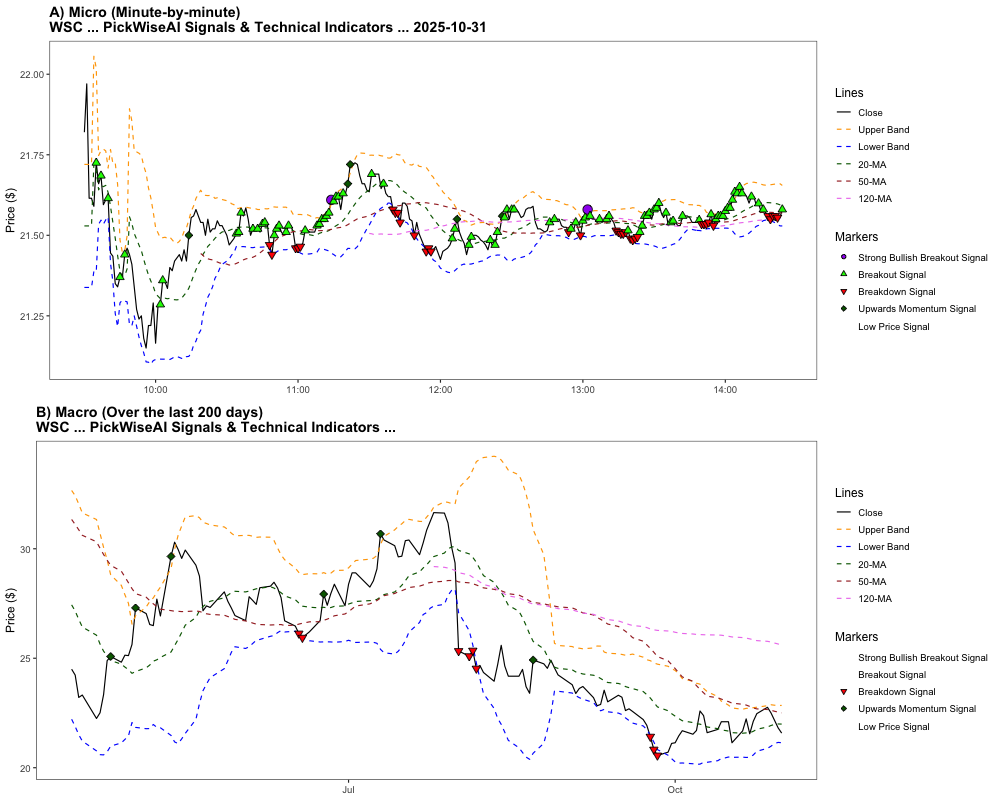 A) Micro (Minute-by-minute)
WSC ... PickWiseAI Signals & Technical Indicators ... 2025-10-31
Price ($)
22.00
21.75
21.50
21.25
10:00
11:00
12:00
13:00
14:00
Lines
Close
Upper Band
Lower Band
20-MA
50-MA
120-MA
Markers
Strong Bullish Breakout Signal
Breakout Signal
Breakdown Signal
Upwards Momentum Signal
Low Price Signal
B) Macro (Over the last 200 days)
WSC ... PickWiseAI Signals & Technical Indicators ...
Price ($)
30
25
20
Jul
Oct
Lines
Close
Upper Band
Lower Band
20-MA
50-MA
120-MA
Markers
Strong Bullish Breakout Signal
Breakout Signal
Breakdown Signal
Upwards Momentum Signal
Low Price Signal